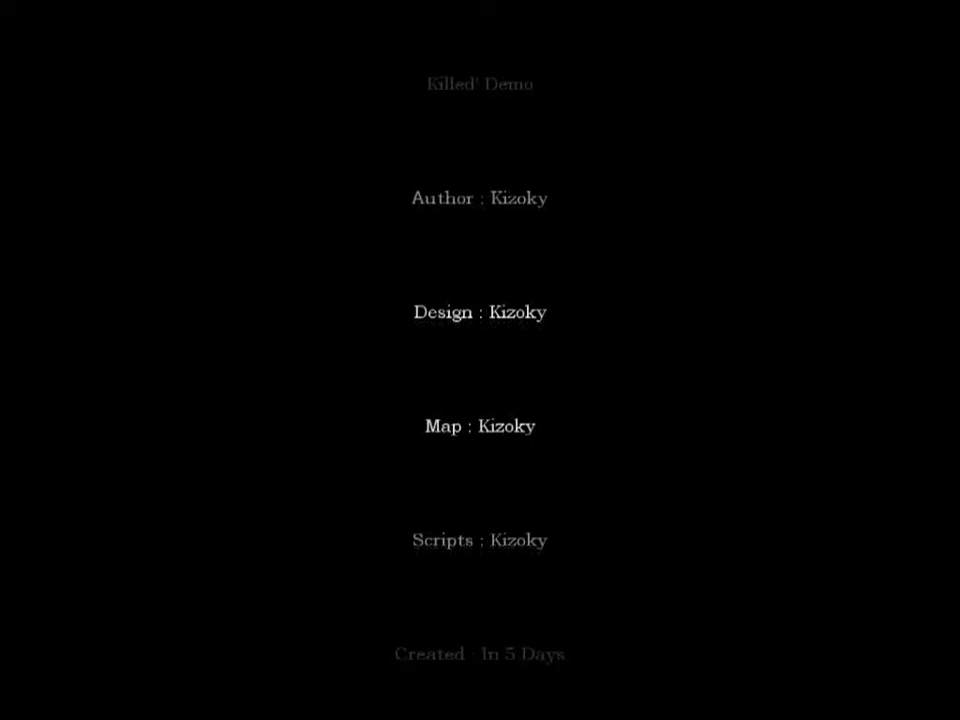 Killed' Demo
Author : Kizoky
Design : Kizoky
Map : Kizoky
Scripts : Kizoky
Created : In 5 Days